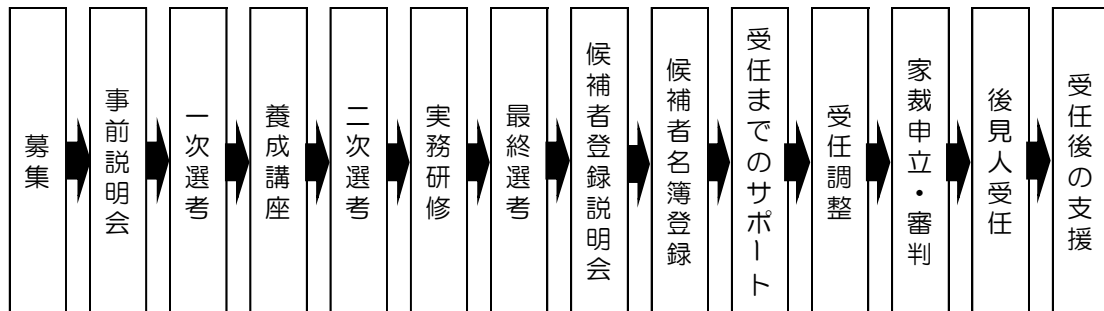 募集
事前説明会
一次選考
養成講座
二次選考
実務研修
最終選考
候補者登録説明会
候補者名簿登録
受任までのサポート
受任調整
家裁申立・審判
後見人受任
受任後の支援